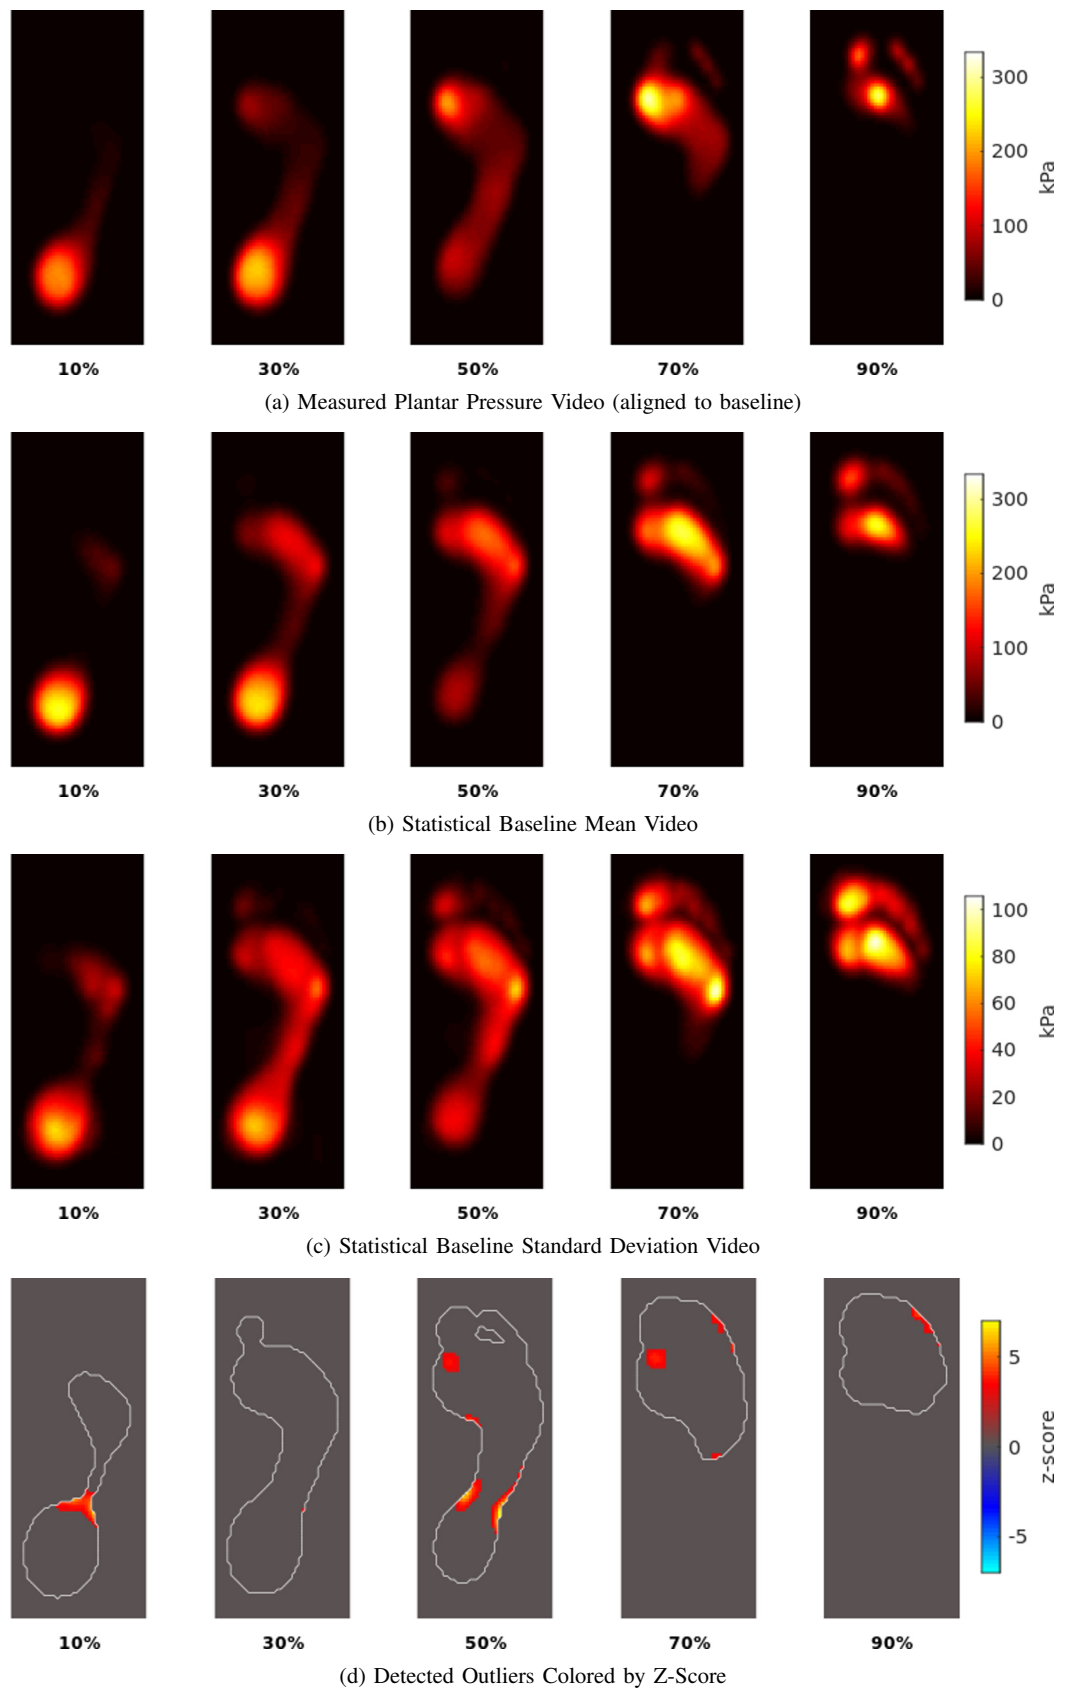 300
200
100
0
kPa
10% 30% 50% 70% 90%
(a) Measured Plantar Pressure Video (aligned to baseline)
300
200
100
0
kPa
10% 30% 50% 70% 90%
(b) Statistical Baseline Mean Video
100
80
60
40
20
0
kPa
10% 30% 50% 70% 90%
(c) Statistical Baseline Standard Deviation Video
5
0
-5
z-score
10% 30% 50% 70% 90%
(d) Detected Outliers Colored by Z-Score